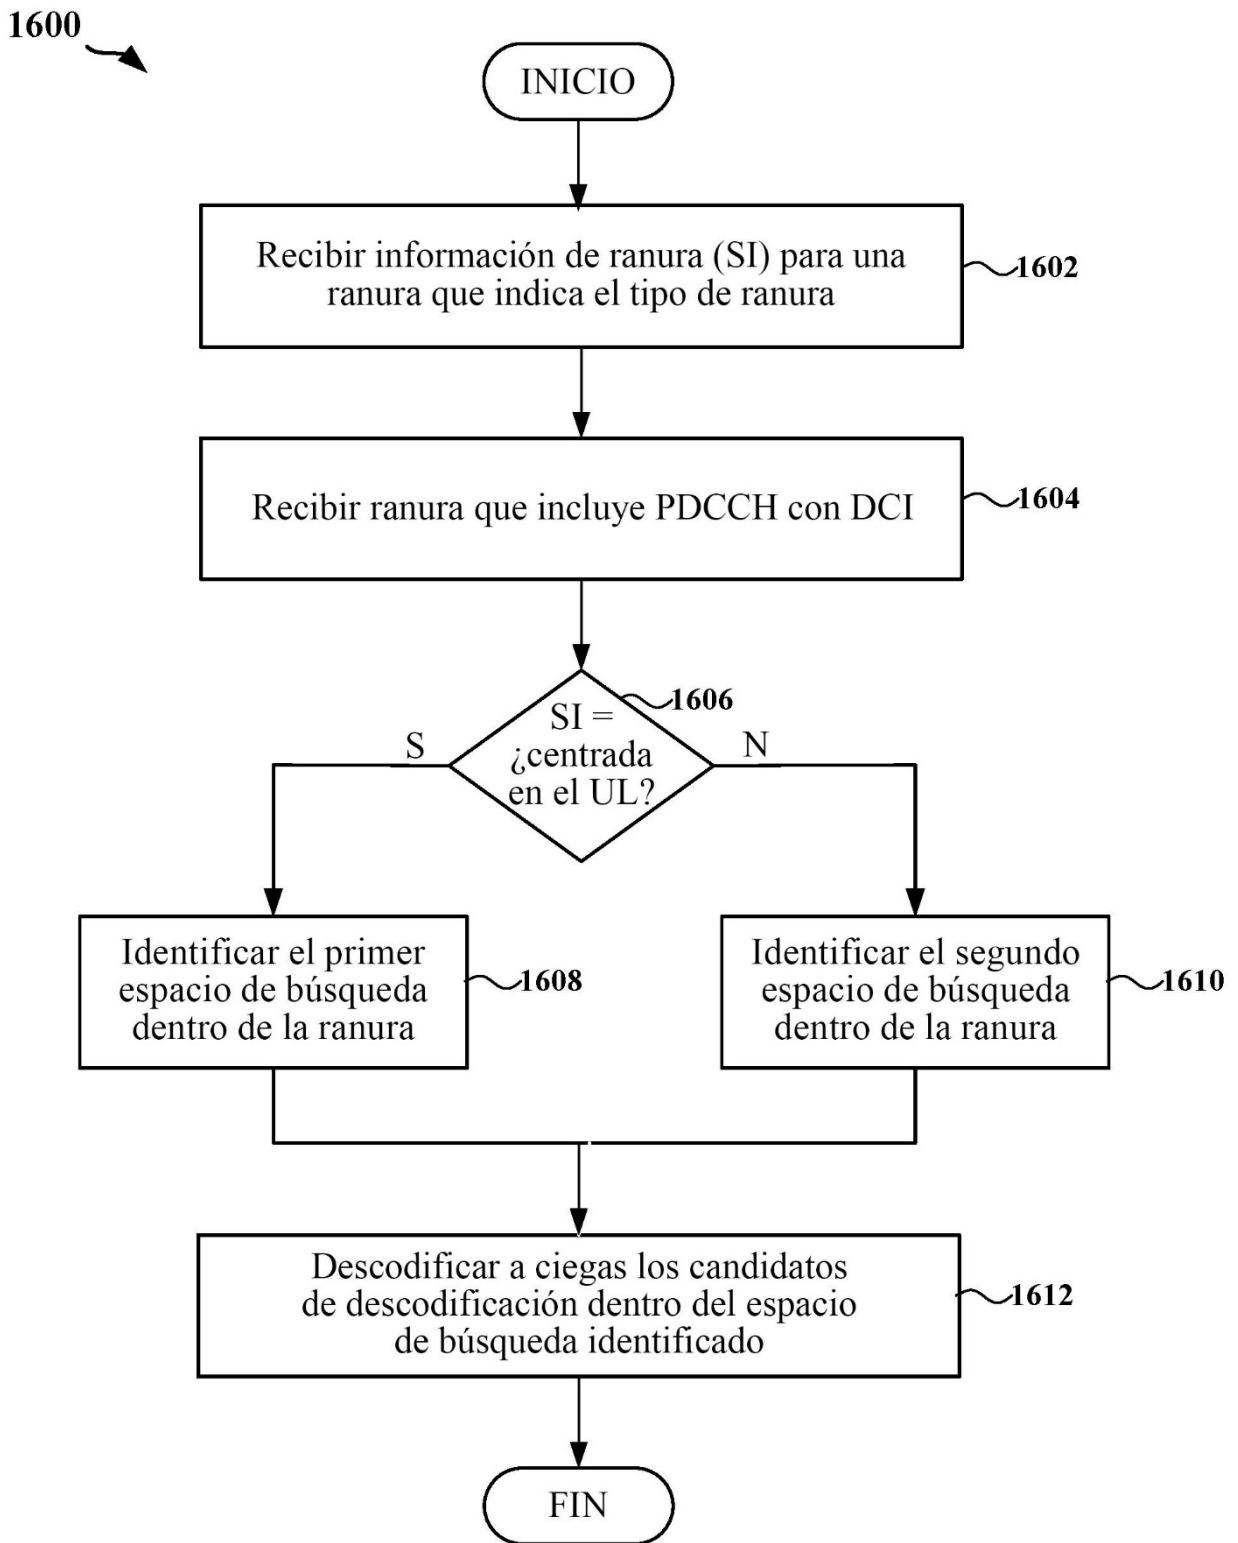 1600
INICIO
Recibir información de ranura (SI) para una
ranura que indica el tipo de ranura
1602
Recibir ranura que incluye PDCCH con DCI
1604
SI =
¿centrada
en el UL?
1606
S
N
Identificar el primer
espacio de búsqueda
dentro de la ranura
1608
Identificar el segundo
espacio de búsqueda
dentro de la ranura
1610
Descodificar a ciegas los candidatos
de descodificación dentro del espacio
de búsqueda identificado
1612
FIN